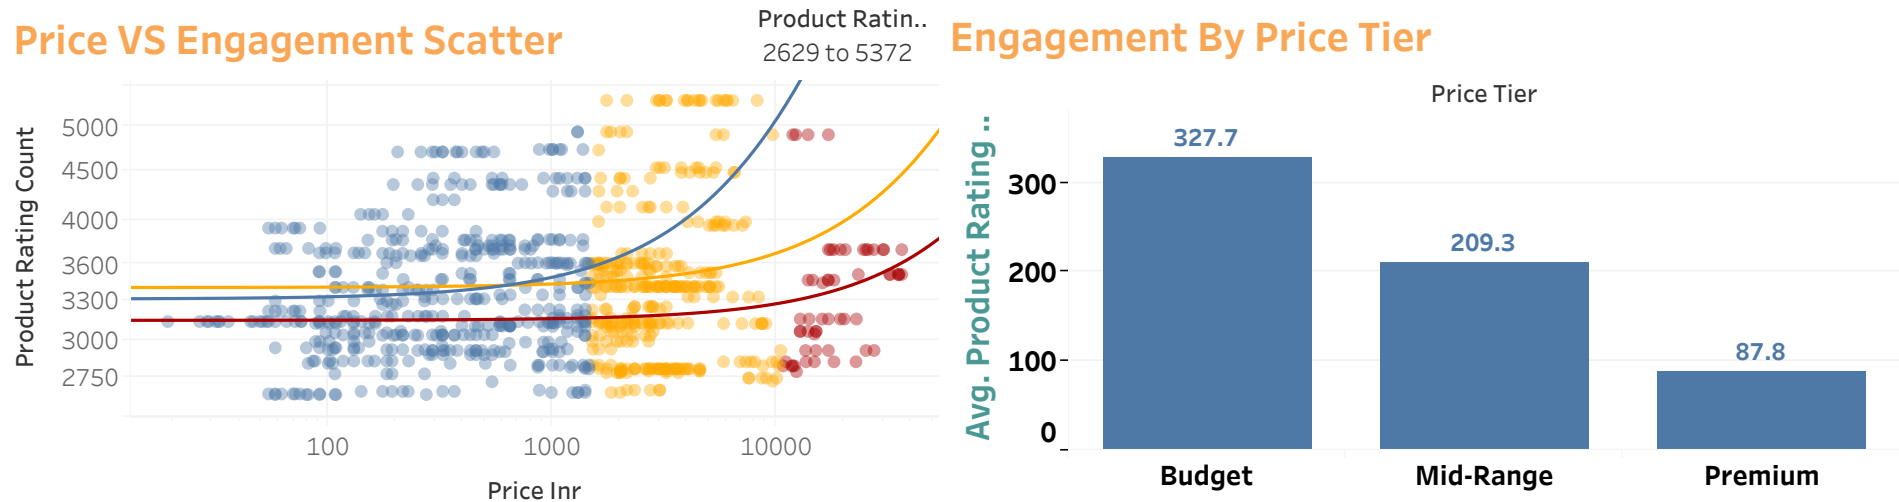 Price VS Engagement Scatter
Product Ratin..
2629 to 5372
Product Rating Count
5000
4500
4000
3600
3300
3000
2750
100
1000
10000
Price Inr
Engagement By Price Tier
Price Tier
Avg. Product Rating ..
300
200
100
0
327.7
209.3
87.8
Budget
Mid-Range
Premium